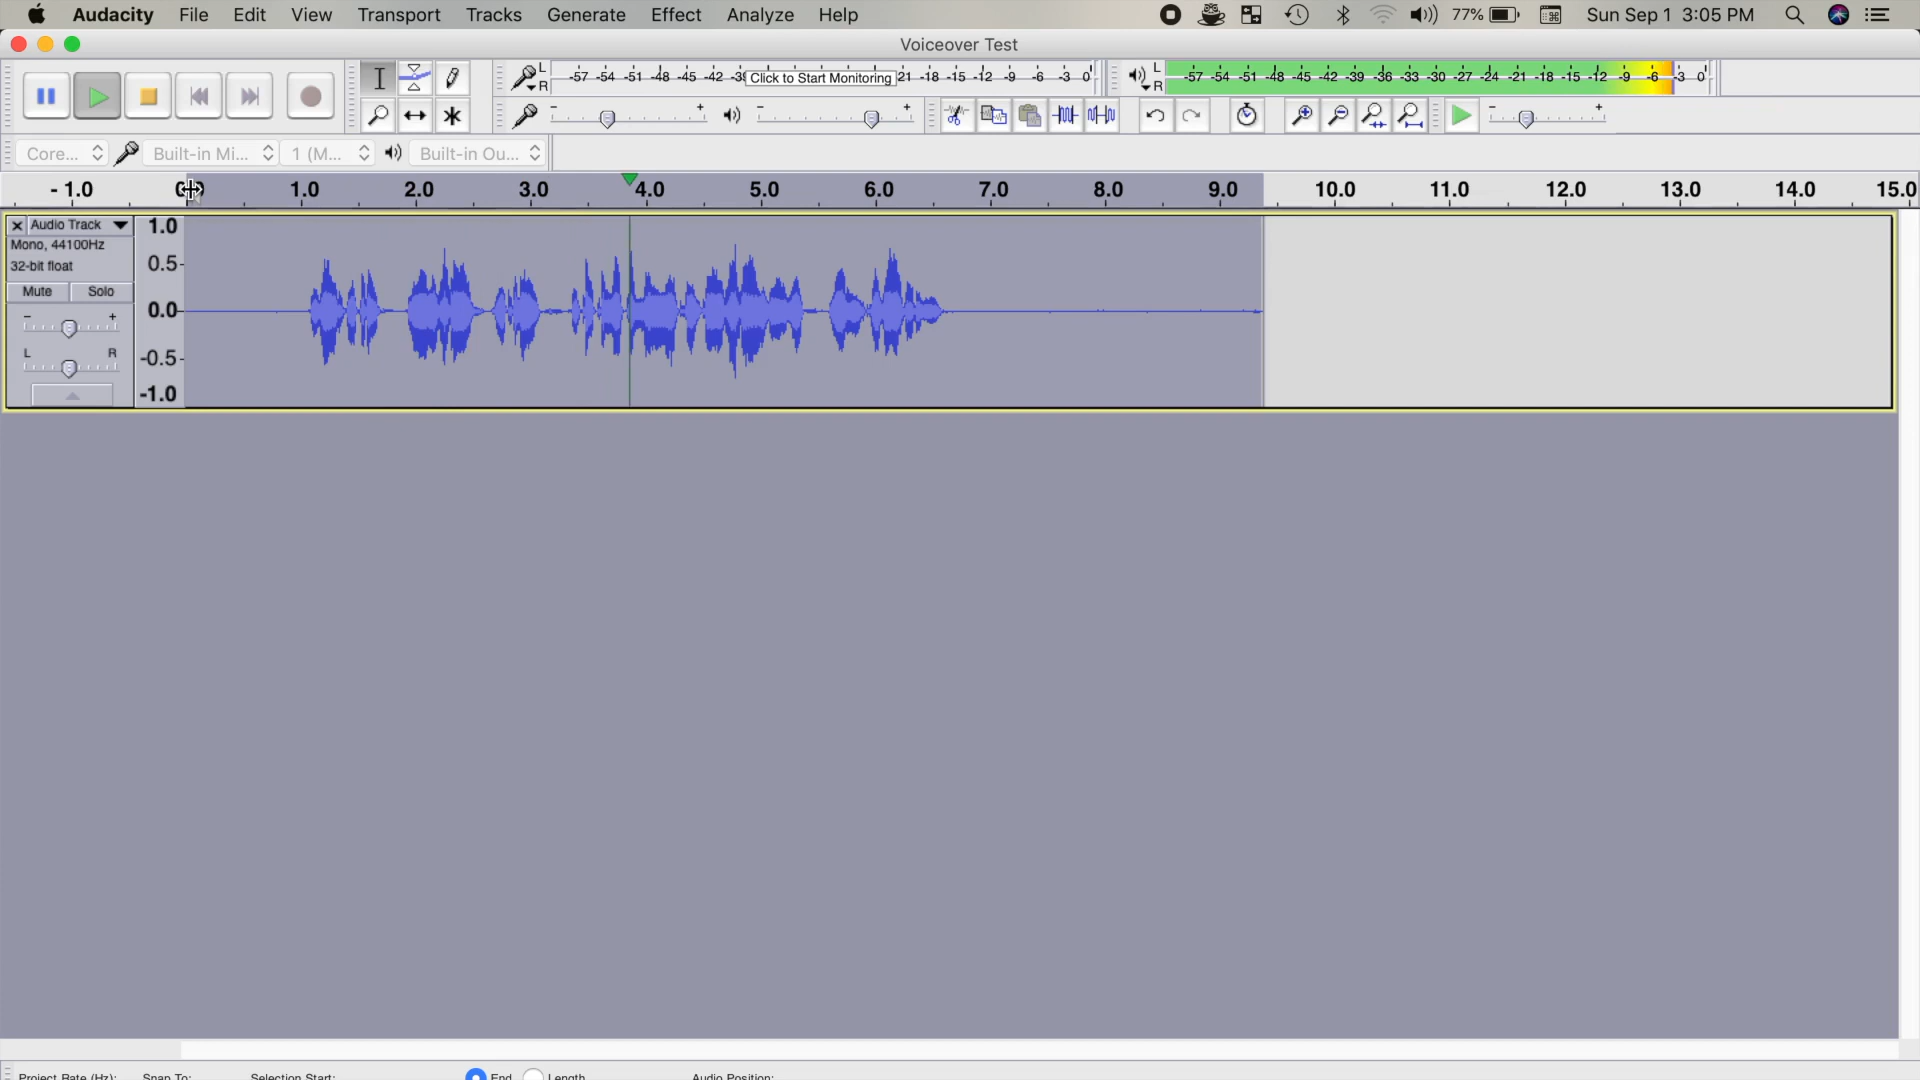 Audacity File Edit View Transport Tracks Generate Effect Analyze Help 77% Sun Sep 1 3:05 PM
Voiceover Test
L R -57 -54 -51 -48 -45 -42 Click to Start Monitoring 21 -18 -15 -12 -9 -6 -3 0 L R -57 -54 -51 -48 -45 -42 -39 -36 -33 -30 -27 -24 -21 -18 -15 -12 -9 -6 -3 0
- + - + - +
Core... Built-in Mi... 1 (M... Built-in Ou...
- 1.0 1.0 2.0 3.0 4.0 5.0 6.0 7.0 8.0 9.0 10.0 11.0 12.0 13.0 14.0 15.0
Audio Track 1.0
Mono, 44100Hz
32-bit float 0.5
Mute Solo
0.0
- +
L R -0.5
-1.0
Project Rate (Hz): Snap To: Selection Start: End Length Audio Position: